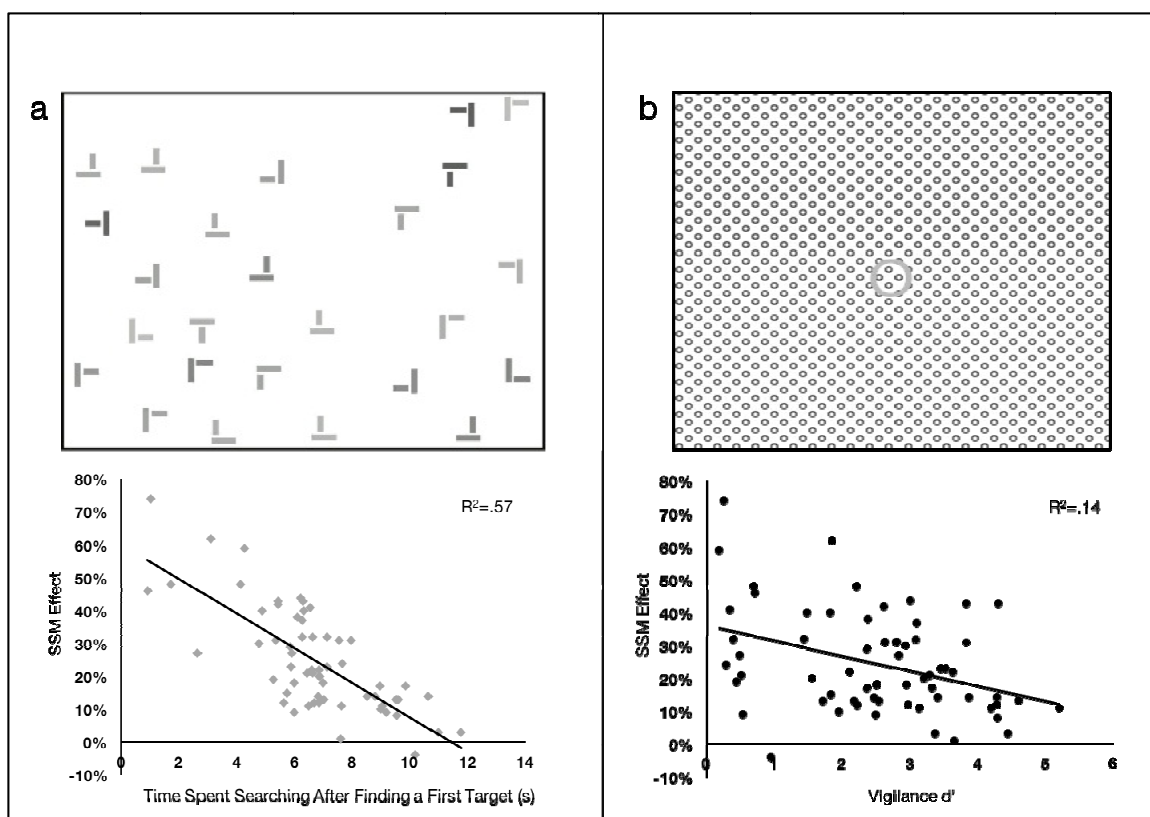 a
80%
R²=.57
70%
60%
50%
40%
30%
20%
10%
0%
-10%
SSM Effect
0 2 4 6 8 10 12 14
Time Spent Searching After Finding a First Target (s)
b
80%
R²=.14
70%
60%
50%
40%
30%
20%
10%
0%
-10%
SSM Effect
0 1 2 3 4 5 6
Vigilance d'